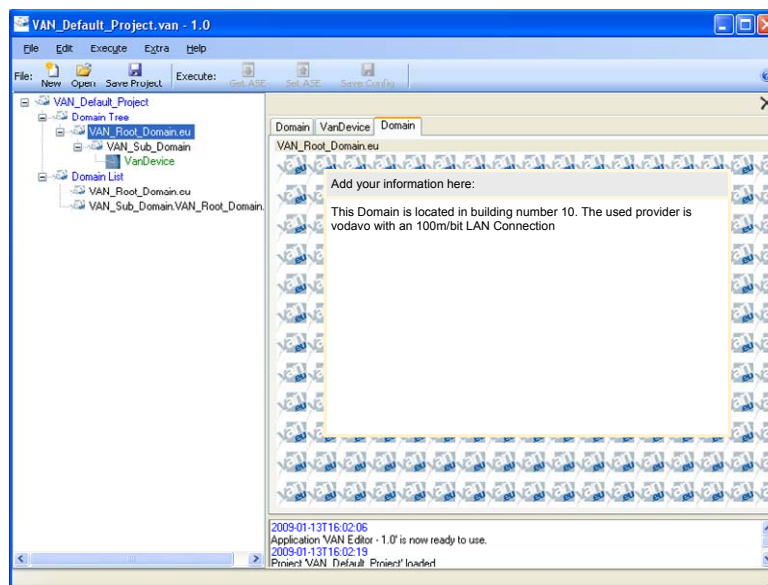 VAN_Default_Project.van - 1.0
File Edit Execute Extra Help
File: New Open Save Project Execute: Get ASE Set ASE Save Config
VAN_Default_Project
Domain Tree
VAN_Root_Domain.eu
VAN_Sub_Domain
VanDevice
Domain List
VAN_Root_Domain.eu
VAN_Sub_Domain.VAN_Root_Domain.
Domain VanDevice Domain
VAN_Root_Domain.eu
Add your information here:
This Domain is located in building number 10. The used provider is
vodavo with an 100m/bit LAN Connection
2009-01-13T16:02:06
Application 'VAN Editor - 1.0' is now ready to use.
2009-01-13T16:02:19
Project 'VAN_Default_Project' loaded